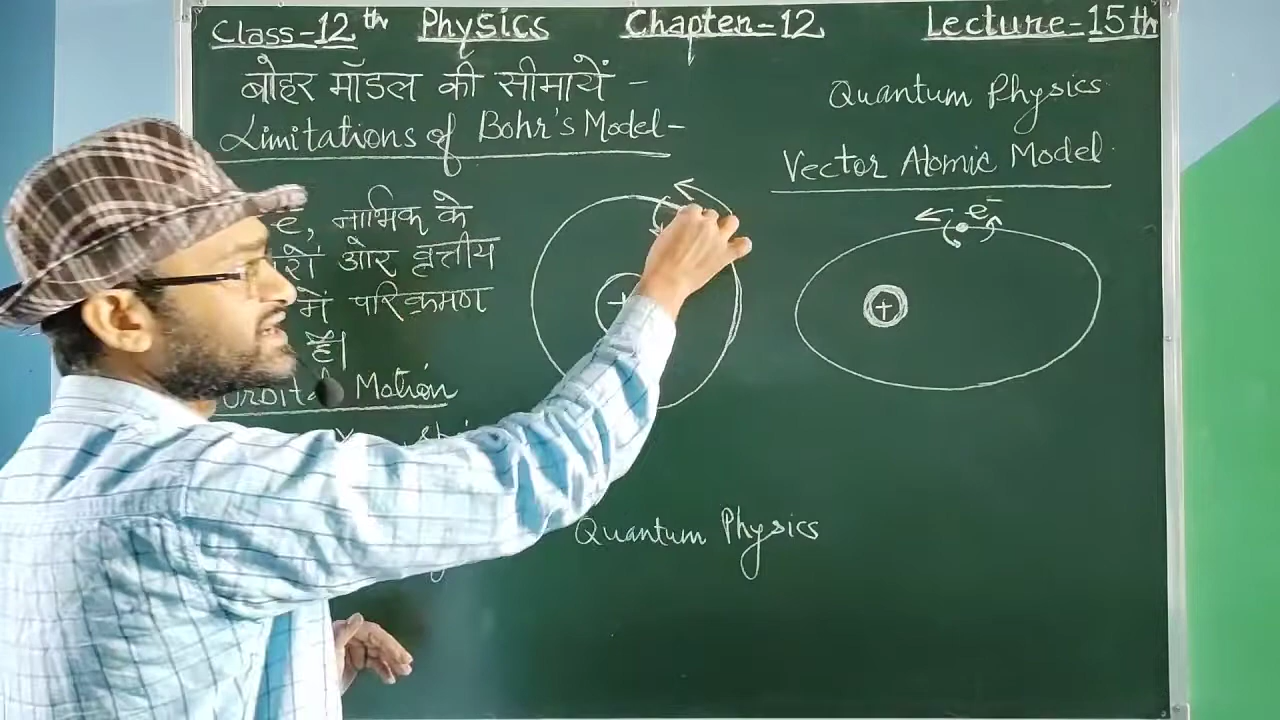 Class-12th Physics Chapter-12 Lecture-15th
बोहर मॉडल की सीमायें -
Limitations of Bohr's Model-
Quantum Physics
Vector Atomic Model
e, नाभिक के
ओर वृत्तीय
में परिक्रमण
है।
Orbital Motion
+
e-
+
Quantum Physics